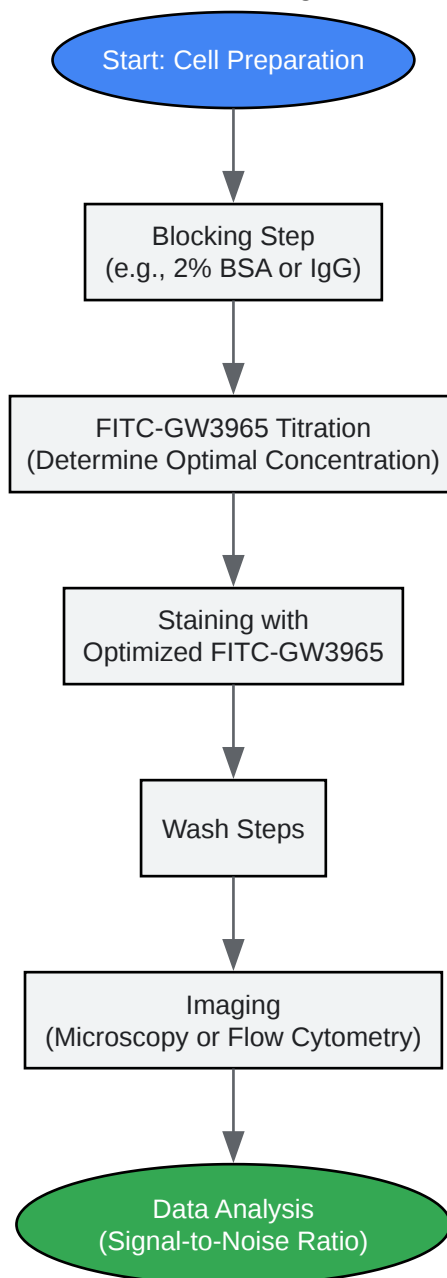 Start: Cell Preparation
Blocking Step
(e.g., 2% BSA or IgG)
FITC-GW3965 Titration
(Determine Optimal Concentration)
Staining with
Optimized FITC-GW3965
Wash Steps
Imaging
(Microscopy or Flow Cytometry)
Data Analysis
(Signal-to-Noise Ratio)